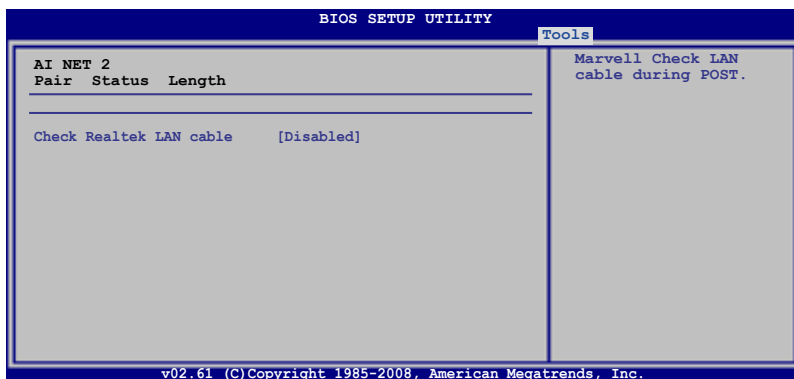 BIOS SETUP UTILITY
Tools
AI NET 2
Pair Status Length
Check Realtek LAN cable [Disabled]
Marvell Check LAN
cable during POST.
v02.61 (C)Copyright 1985-2008, American Megatrends, Inc.